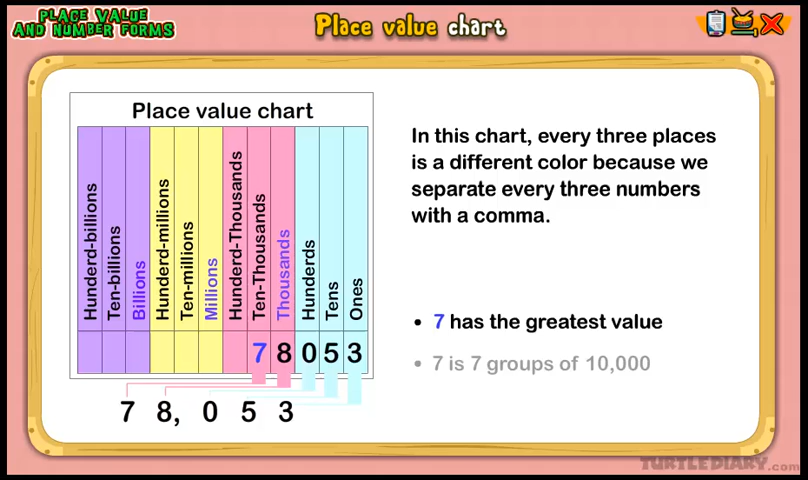 PLACE VALUE
AND NUMBER FORMS
Place value chart
Place value chart
Hunderd-billions
Ten-billions
Billions
Hunderd-millions
Ten-millions
Millions
Hunderd-Thousands
Ten-Thousands
Thousands
Hunderds
Tens
Ones
7 8 0 5 3
7 8, 0 5 3
In this chart, every three places
is a different color because we
separate every three numbers
with a comma.
• 7 has the greatest value
• 7 is 7 groups of 10,000
TURTLEDIARY.com